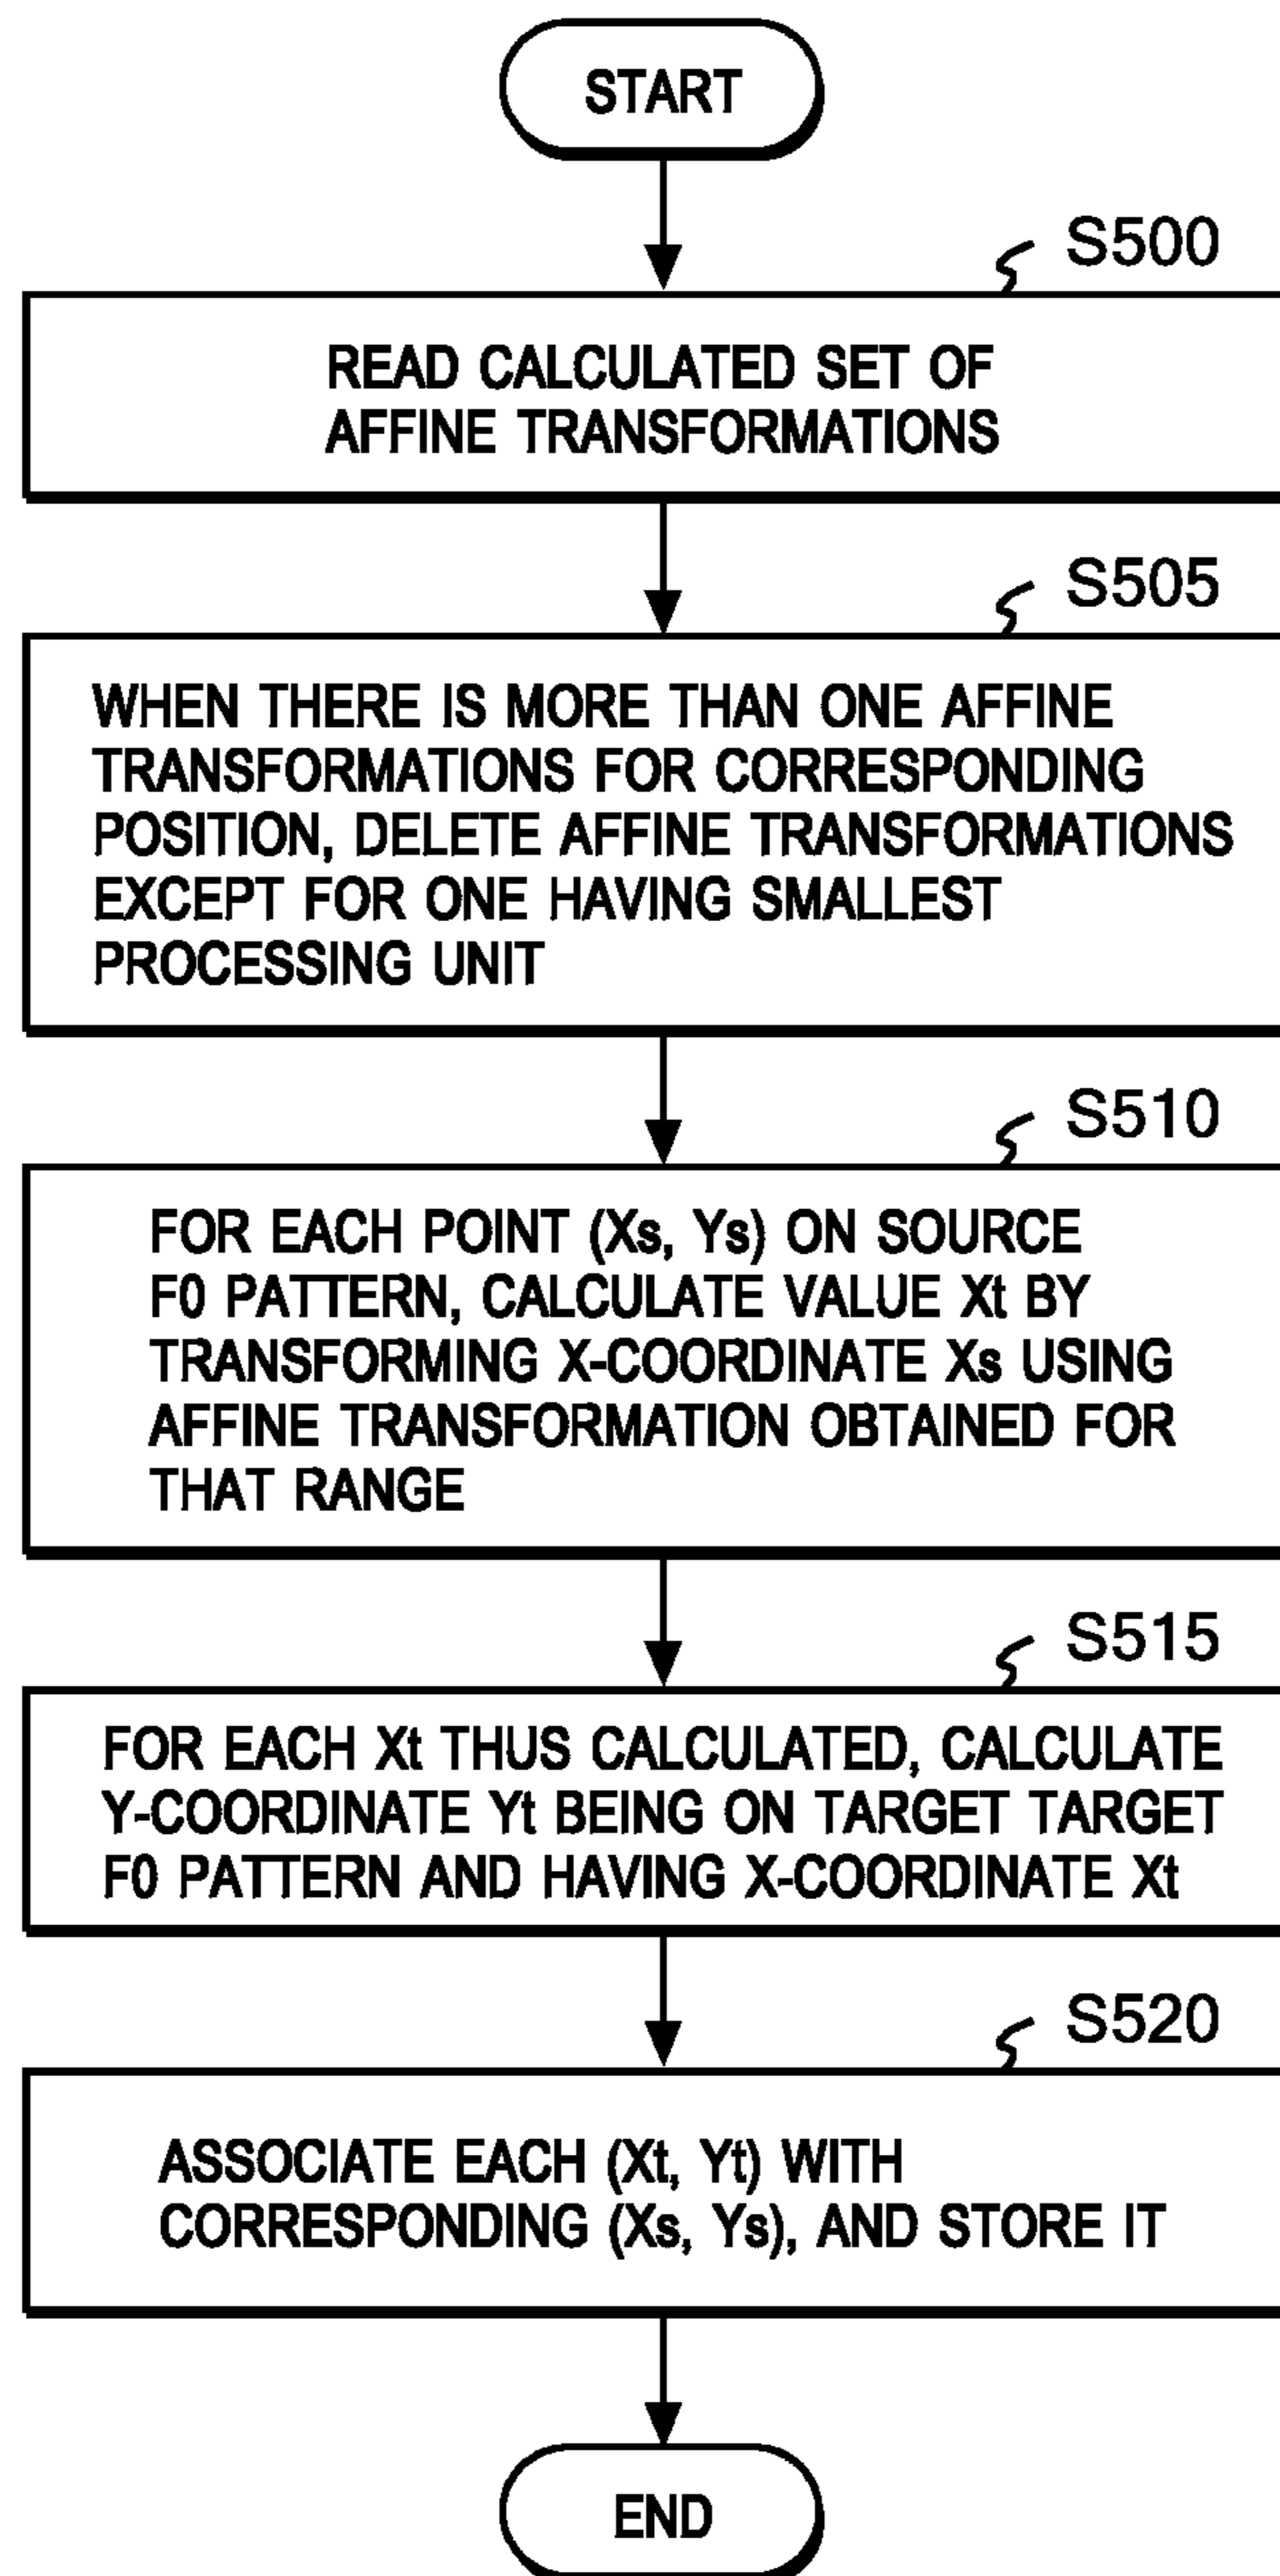 START
S500
READ CALCULATED SET OF
AFFINE TRANSFORMATIONS
S505
WHEN THERE IS MORE THAN ONE AFFINE
TRANSFORMATIONS FOR CORRESPONDING
POSITION, DELETE AFFINE TRANSFORMATIONS
EXCEPT FOR ONE HAVING SMALLEST
PROCESSING UNIT
S510
FOR EACH POINT (Xs, Ys) ON SOURCE
F0 PATTERN, CALCULATE VALUE Xt BY
TRANSFORMING X-COORDINATE Xs USING
AFFINE TRANSFORMATION OBTAINED FOR
THAT RANGE
S515
FOR EACH Xt THUS CALCULATED, CALCULATE
Y-COORDINATE Yt BEING ON TARGET TARGET
F0 PATTERN AND HAVING X-COORDINATE Xt
S520
ASSOCIATE EACH (Xt, Yt) WITH
CORRESPONDING (Xs, Ys), AND STORE IT
END